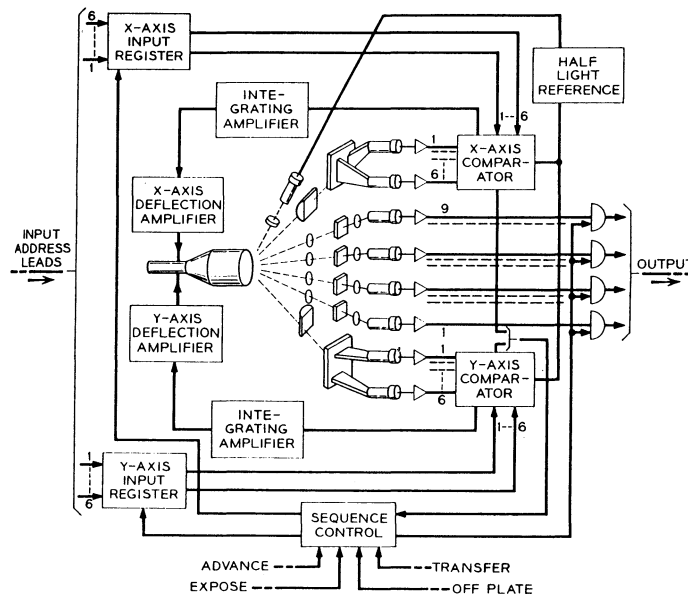 6
1
X-AXIS
INPUT
REGISTER
INTE-
GRATING
AMPLIFIER
HALF
LIGHT
REFERENCE
1--6
1
6
X-AXIS
COMPAR-
ATOR
X-AXIS
DEFLECTION
AMPLIFIER
9
INPUT
ADDRESS
LEADS
OUTPUT
Y-AXIS
DEFLECTION
AMPLIFIER
1
1
6
Y-AXIS
COMPAR-
ATOR
INTE-
GRATING
AMPLIFIER
1--6
1
6
Y-AXIS
INPUT
REGISTER
SEQUENCE
CONTROL
ADVANCE
TRANSFER
EXPOSE
OFF PLATE